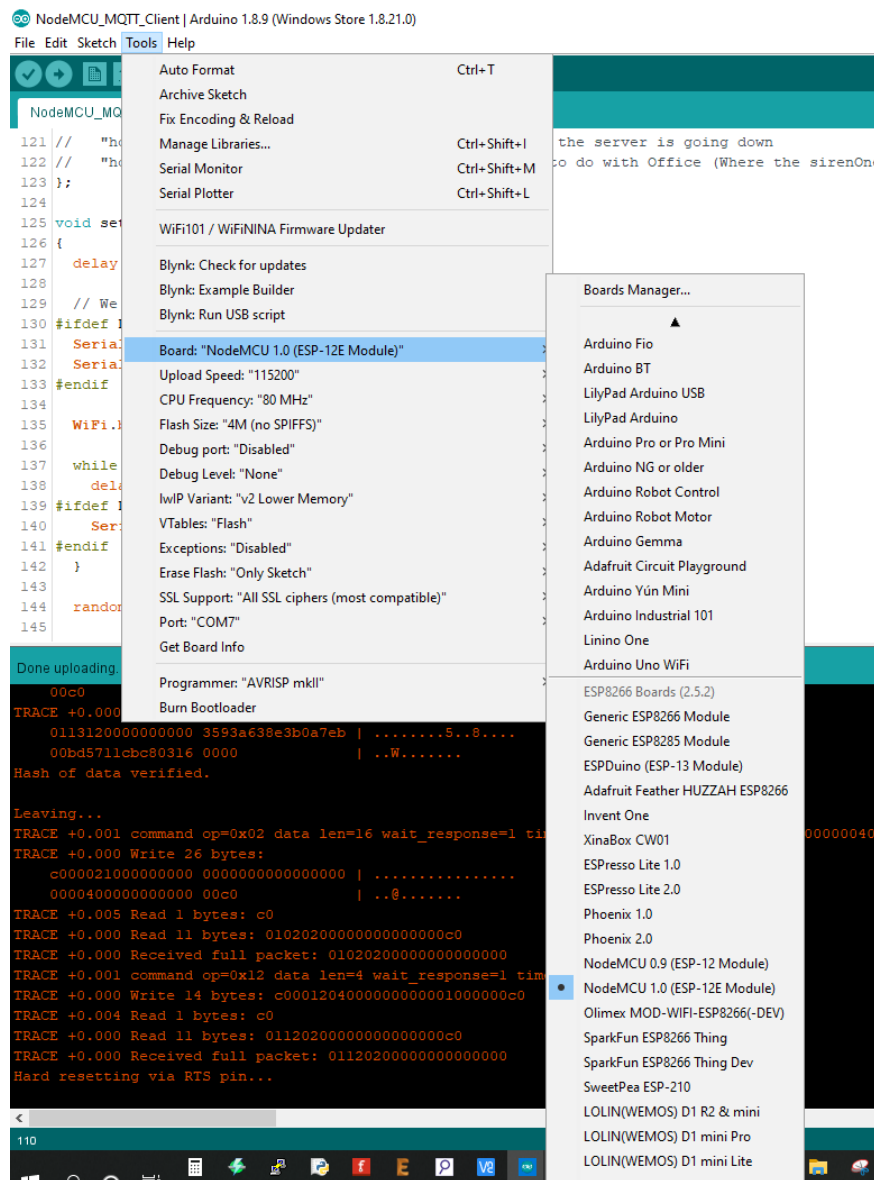 NodeMCU_MQTT_Client | Arduino 1.8.9 (Windows Store 1.8.21.0)
File Edit Sketch Tools Help
NodeMCU_MQ
Auto Format Ctrl+T
Archive Sketch
Fix Encoding & Reload
Manage Libraries... Ctrl+Shift+I
Serial Monitor Ctrl+Shift+M
Serial Plotter Ctrl+Shift+L
WiFi101 / WiFiNINA Firmware Updater
Blynk: Check for updates
Blynk: Example Builder
Blynk: Run USB script
Board: "NodeMCU 1.0 (ESP-12E Module)"
Upload Speed: "115200"
CPU Frequency: "80 MHz"
Flash Size: "4M (no SPIFFS)"
Debug port: "Disabled"
Debug Level: "None"
lwIP Variant: "v2 Lower Memory"
VTables: "Flash"
Exceptions: "Disabled"
Erase Flash: "Only Sketch"
SSL Support: "All SSL ciphers (most compatible)"
Port: "COM7"
Get Board Info
Programmer: "AVRISP mkII"
Burn Bootloader
Boards Manager...
Arduino Fio
Arduino BT
LilyPad Arduino USB
LilyPad Arduino
Arduino Pro or Pro Mini
Arduino NG or older
Arduino Robot Control
Arduino Robot Motor
Arduino Gemma
Adafruit Circuit Playground
Arduino Yún Mini
Arduino Industrial 101
Linino One
Arduino Uno WiFi
ESP8266 Boards (2.5.2)
Generic ESP8266 Module
Generic ESP8285 Module
ESPDuino (ESP-13 Module)
Adafruit Feather HUZZAH ESP8266
Invent One
XinaBox CW01
ESPresso Lite 1.0
ESPresso Lite 2.0
Phoenix 1.0
Phoenix 2.0
NodeMCU 0.9 (ESP-12 Module)
NodeMCU 1.0 (ESP-12E Module)
Olimex MOD-WIFI-ESP8266(-DEV)
SparkFun ESP8266 Thing
SparkFun ESP8266 Thing Dev
SweetPea ESP-210
LOLIN(WEMOS) D1 R2 & mini
LOLIN(WEMOS) D1 mini Pro
LOLIN(WEMOS) D1 mini Lite
121 // "ho the server is going down
122 // "ho to do with Office (Where the sirenOn
123 };
124
125 void set
126 {
127 delay
128
129 // We
130 #ifdef
131 Serial
132 Serial
133 #endif
134
135 WiFi.
136
137 while
138 dela
139 #ifdef
140 Ser
141 #endif
142 }
143
144 random
145
Done uploading.
00c0
TRACE +0.000
0113120000000000 3593a638e3b0a7eb | ........5..8....
00bd5711cbc80316 0000 | ..W.......
Hash of data verified.
Leaving...
TRACE +0.001 command op=0x02 data len=16 wait_response=1 tim 00000040
TRACE +0.000 Write 26 bytes:
c000021000000000 0000000000000000 | ................
0000400000000000 00c0 | ..@.......
TRACE +0.005 Read 1 bytes: c0
TRACE +0.000 Read 11 bytes: 01020200000000000000c0
TRACE +0.000 Received full packet: 01020200000000000000
TRACE +0.001 command op=0x12 data len=4 wait_response=1 time
TRACE +0.000 Write 14 bytes: c000120400000000000001000000c0
TRACE +0.004 Read 1 bytes: c0
TRACE +0.000 Read 11 bytes: 01120200000000000000c0
TRACE +0.000 Received full packet: 01120200000000000000
Hard resetting via RTS pin...
110